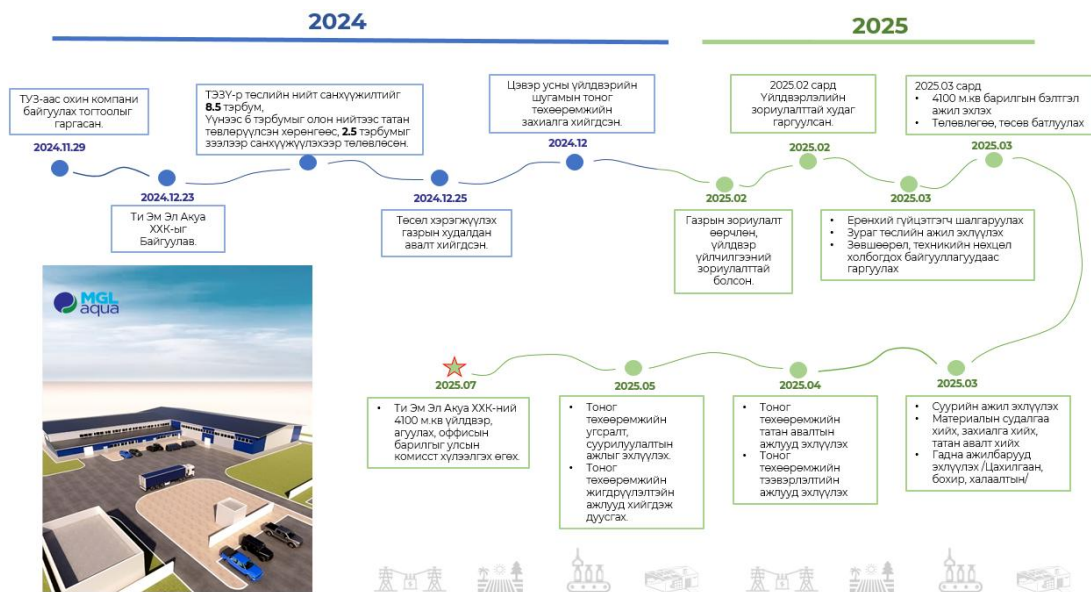 2024
2025
ТУЗ-аас охин компани
байгуулах тогтоолыг
гаргасан.
2024.11.29
2024.12.23
Ти Эм Эл Акуа
ХХК-ыг
Байгуулав.
ТЭЗҮ-р төслийн нийт санхүүжилтийг
8.5 тэрбум,
Үүнээс 6 тэрбумыг олон нийтээс татан
төвлөрүүлсэн хөрөнгөөс, 2.5 тэрбумыг
зээлээр санхүүжүүлэхээр төлөвлөсөн.
2024.12.25
Төсөл хэрэгжүүлэх
газрын худалдан
авалт хийгдсэн.
Цэвэр усны үйлдвэрийн
шугамын тоног
төхөөрөмжийн
захиалга хийгдсэн.
2024.12
2025.02
Газрын зориулалт
өөрчлөн,
үйлдвэр
үйлчилгээний
зориулалттай
болсон.
2025.02 сард
Үйлдвэрлэлийн
зориулалттай худаг
гаргуулсан.
2025.02
2025.03
• Ерөнхий гүйцэтгэгч шалгаруулах
• Зураг төслийн ажил эхлүүлэх
• Зөвшөөрөл, техникийн нөхцөл
холбогдох байгууллагуудаас
гаргуулах
2025.03 сард
• 4100 м.кв барилгын бэлтгэл
ажил эхлэх
• Төлөвлөгөө, төсөв батлуулах
2025.03
MGL
aqua
2025.07
• Ти Эм Эл Акуа ХХК-ний
4100 м.кв үйлдвэр,
агуулах, оффисын
барилгыг улсын
комисст хүлээлгэх өгөх.
2025.05
• Тоног
төхөөрөмжийн
угсралт,
суурилуулалтын
ажлыг эхлүүлэх.
• Тоног
төхөөрөмжийн
жигдрүүлэлтэйн
ажлууд хийгдэж
дуусгах.
2025.04
• Тоног
төхөөрөмжийн
татан авалтын
ажлууд эхлүүлэх
• Тоног
төхөөрөмжийн
тээвэрлэлтийн
ажлууд эхлүүлэх
2025.03
• Суурийн ажил эхлүүлэх
• Материалын судалгаа
хийх, захиалга хийх,
татан авалт хийх
• Гадна ажилбарууд
эхлүүлэх /Цахилгаан,
бохир, халаалтын/